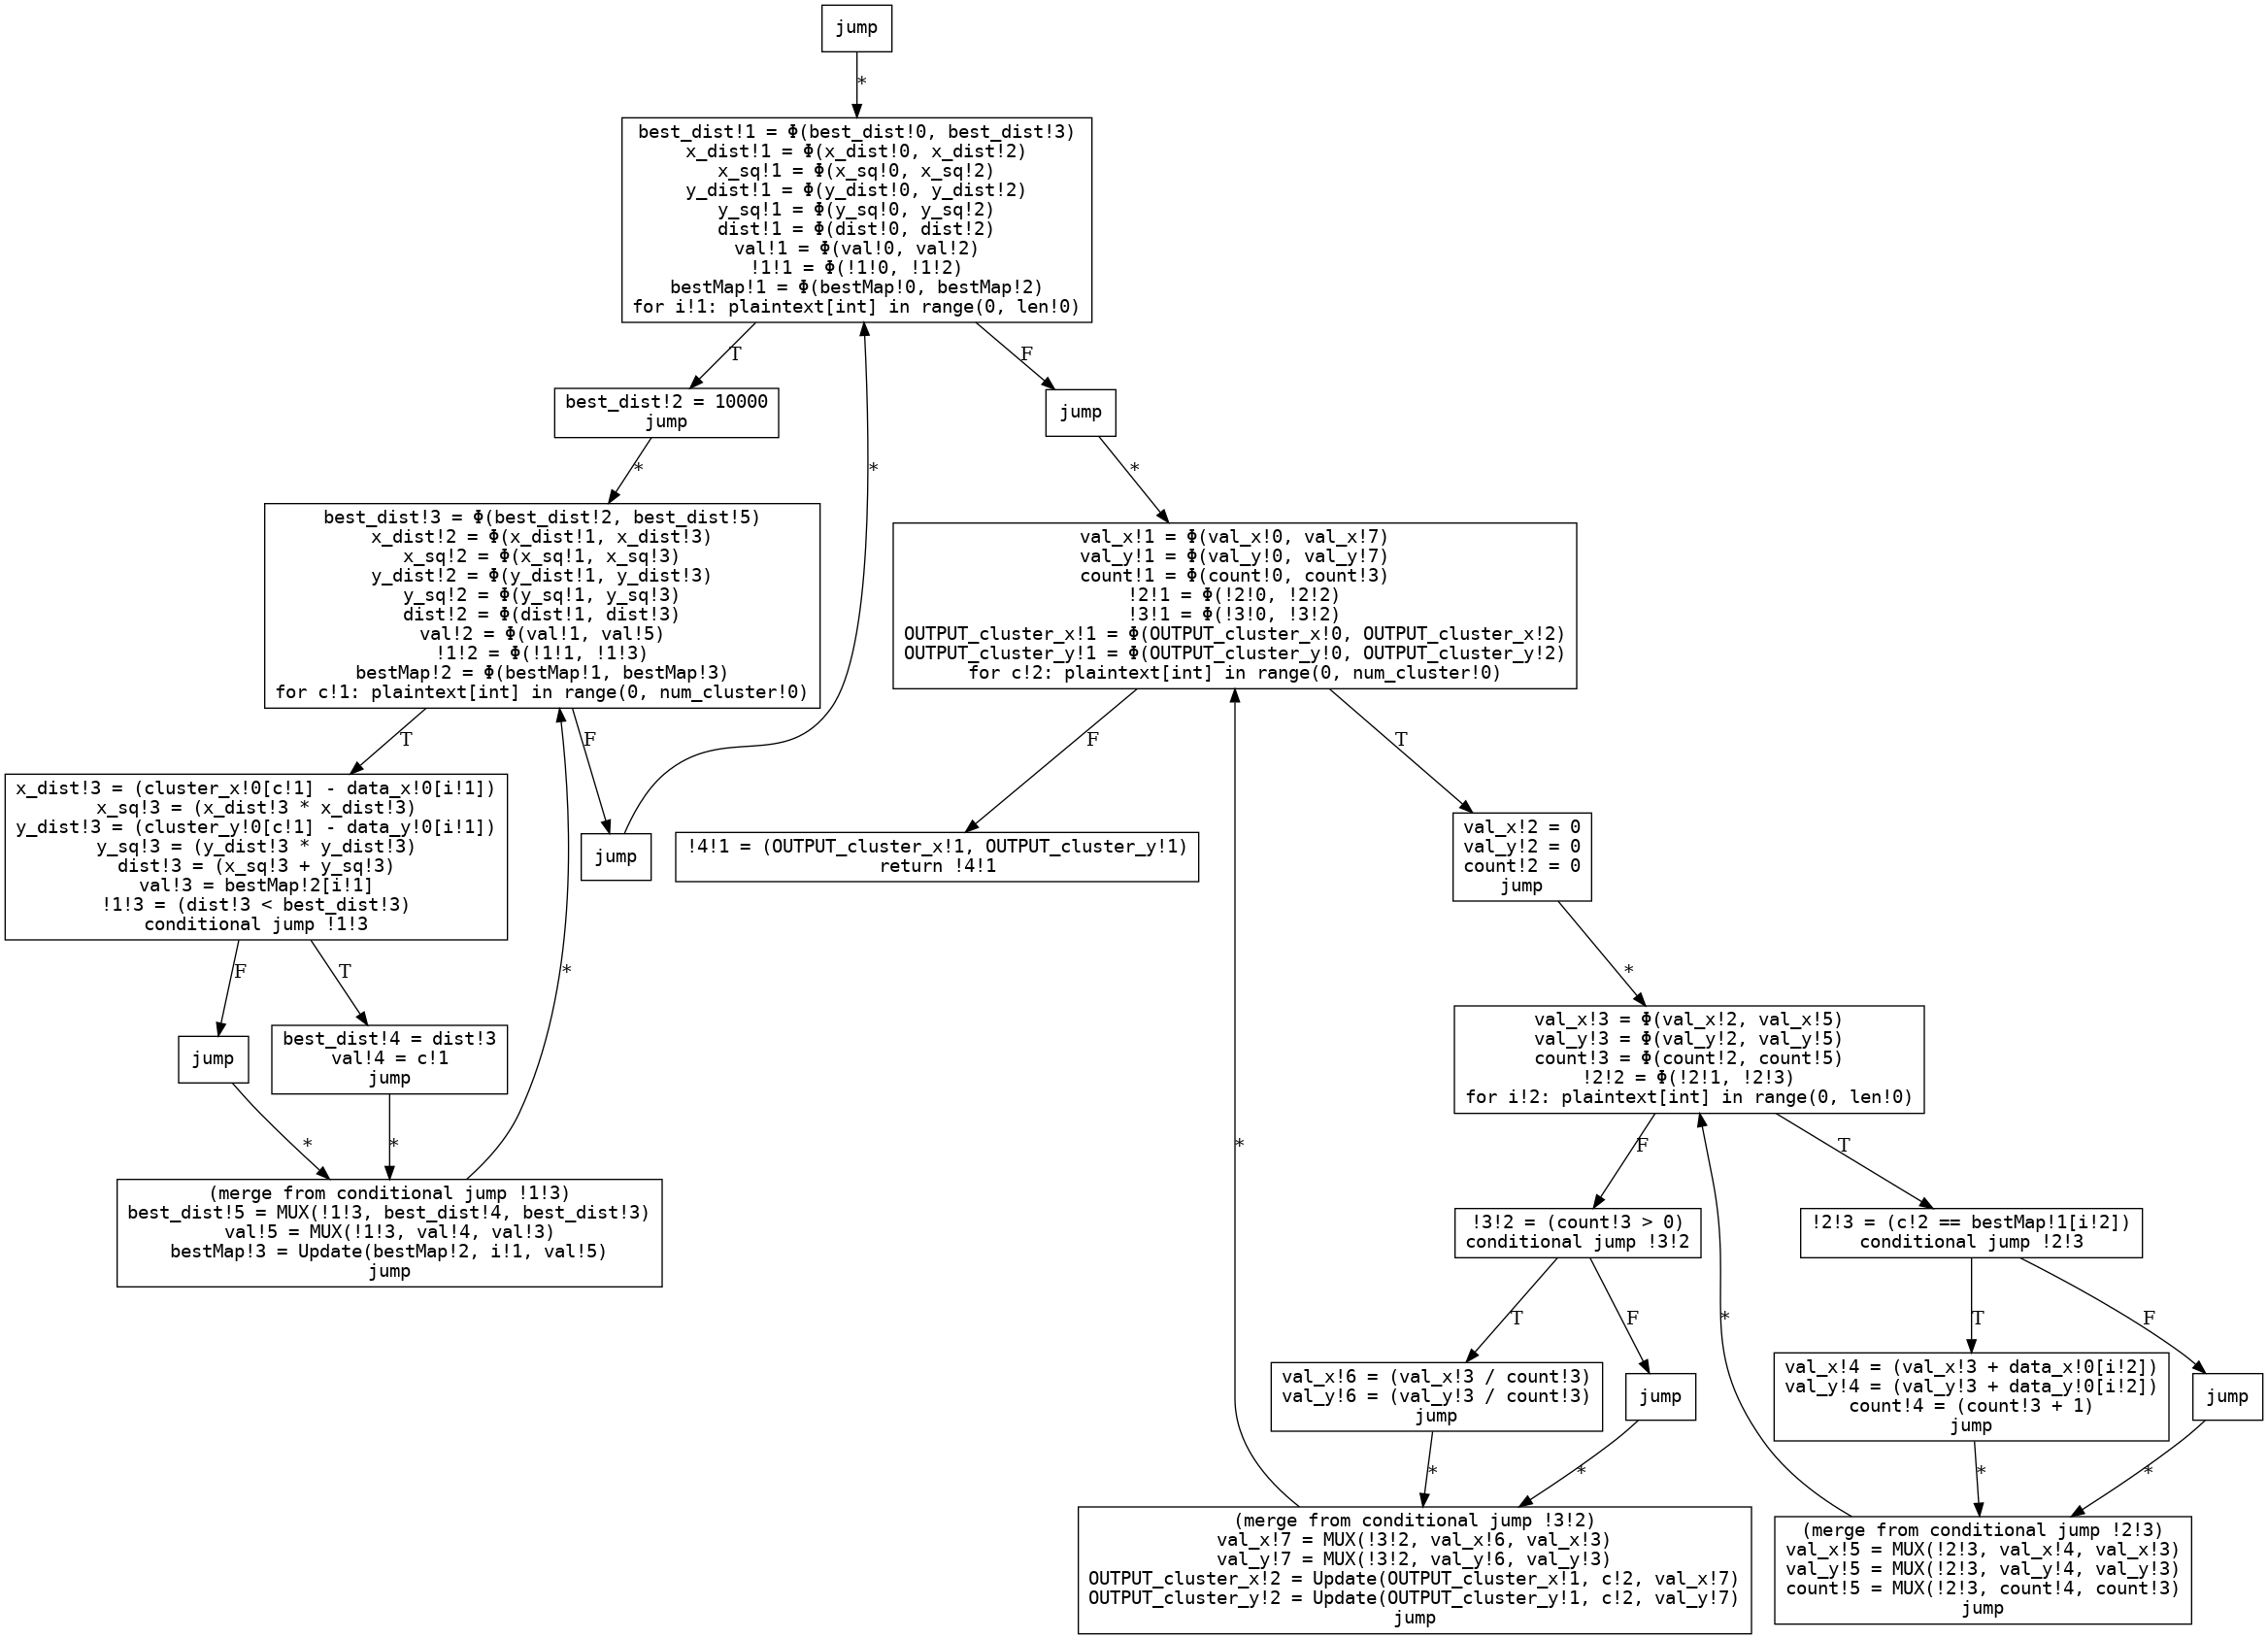 jump
*
best_dist!1 = Φ(best_dist!0, best_dist!3)
x_dist!1 = Φ(x_dist!0, x_dist!2)
x_sq!1 = Φ(x_sq!0, x_sq!2)
y_dist!1 = Φ(y_dist!0, y_dist!2)
y_sq!1 = Φ(y_sq!0, y_sq!2)
dist!1 = Φ(dist!0, dist!2)
val!1 = Φ(val!0, val!2)
!1!1 = Φ(!1!0, !1!2)
bestMap!1 = Φ(bestMap!0, bestMap!2)
for i!1: plaintext[int] in range(0, len!0)
T
F
best_dist!2 = 10000
jump
jump
*
*
*
best_dist!3 = Φ(best_dist!2, best_dist!5)
x_dist!2 = Φ(x_dist!1, x_dist!3)
x_sq!2 = Φ(x_sq!1, x_sq!3)
y_dist!2 = Φ(y_dist!1, y_dist!3)
y_sq!2 = Φ(y_sq!1, y_sq!3)
dist!2 = Φ(dist!1, dist!3)
val!2 = Φ(val!1, val!5)
!1!2 = Φ(!1!1, !1!3)
bestMap!2 = Φ(bestMap!1, bestMap!3)
for c!1: plaintext[int] in range(0, num_cluster!0)
val_x!1 = Φ(val_x!0, val_x!7)
val_y!1 = Φ(val_y!0, val_y!7)
count!1 = Φ(count!0, count!3)
!2!1 = Φ(!2!0, !2!2)
!3!1 = Φ(!3!0, !3!2)
OUTPUT_cluster_x!1 = Φ(OUTPUT_cluster_x!0, OUTPUT_cluster_x!2)
OUTPUT_cluster_y!1 = Φ(OUTPUT_cluster_y!0, OUTPUT_cluster_y!2)
for c!2: plaintext[int] in range(0, num_cluster!0)
T
F
F
T
x_dist!3 = (cluster_x!0[c!1] - data_x!0[i!1])
x_sq!3 = (x_dist!3 * x_dist!3)
y_dist!3 = (cluster_y!0[c!1] - data_y!0[i!1])
y_sq!3 = (y_dist!3 * y_dist!3)
dist!3 = (x_sq!3 + y_sq!3)
val!3 = bestMap!2[i!1]
!1!3 = (dist!3 < best_dist!3)
conditional jump !1!3
jump
!4!1 = (OUTPUT_cluster_x!1, OUTPUT_cluster_y!1)
return !4!1
val_x!2 = 0
val_y!2 = 0
count!2 = 0
jump
F
T
*
*
jump
best_dist!4 = dist!3
val!4 = c!1
jump
val_x!3 = Φ(val_x!2, val_x!5)
val_y!3 = Φ(val_y!2, val_y!5)
count!3 = Φ(count!2, count!5)
!2!2 = Φ(!2!1, !2!3)
for i!2: plaintext[int] in range(0, len!0)
*
*
*
F
T
(merge from conditional jump !1!3)
best_dist!5 = MUX(!1!3, best_dist!4, best_dist!3)
val!5 = MUX(!1!3, val!4, val!3)
bestMap!3 = Update(bestMap!2, i!1, val!5)
jump
!3!2 = (count!3 > 0)
conditional jump !3!2
!2!3 = (c!2 == bestMap!1[i!2])
conditional jump !2!3
T
F
*
T
F
val_x!6 = (val_x!3 / count!3)
val_y!6 = (val_y!3 / count!3)
jump
jump
val_x!4 = (val_x!3 + data_x!0[i!2])
val_y!4 = (val_y!3 + data_y!0[i!2])
count!4 = (count!3 + 1)
jump
jump
*
*
*
*
(merge from conditional jump !3!2)
val_x!7 = MUX(!3!2, val_x!6, val_x!3)
val_y!7 = MUX(!3!2, val_y!6, val_y!3)
OUTPUT_cluster_x!2 = Update(OUTPUT_cluster_x!1, c!2, val_x!7)
OUTPUT_cluster_y!2 = Update(OUTPUT_cluster_y!1, c!2, val_y!7)
jump
(merge from conditional jump !2!3)
val_x!5 = MUX(!2!3, val_x!4, val_x!3)
val_y!5 = MUX(!2!3, val_y!4, val_y!3)
count!5 = MUX(!2!3, count!4, count!3)
jump